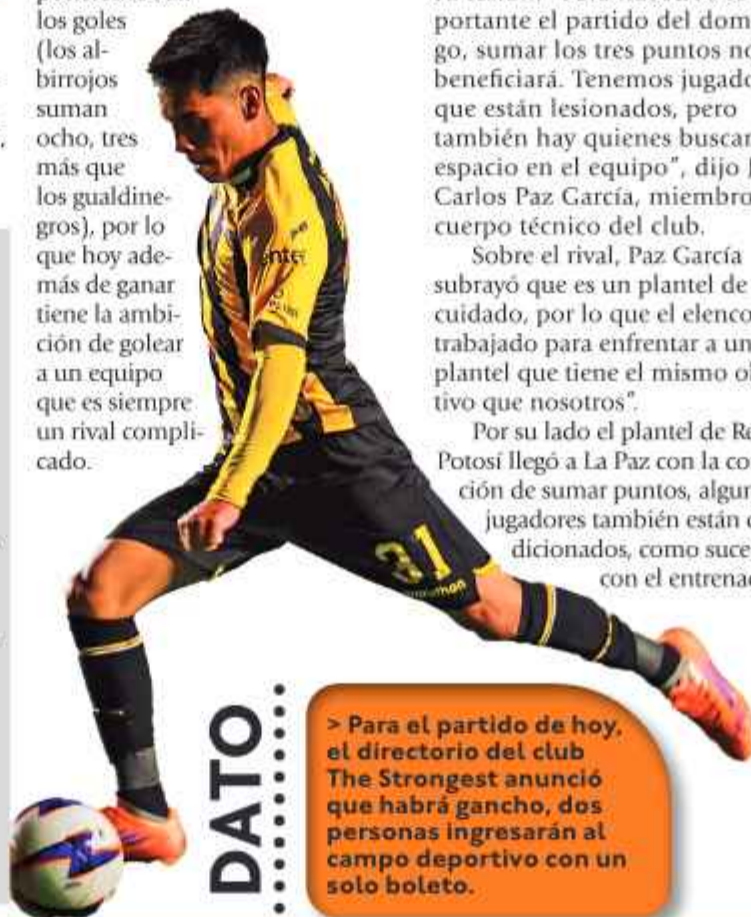 los goles
(los al-
birrojos
suman
ocho, tres
más que
los gualdine-
gros), por lo
que hoy ade-
más de ganar
tiene la ambi-
ción de golear
a un equipo
que es siempre
un rival compli-
cado.
portante el partido del dom
go, sumar los tres puntos
beneficiará. Tenemos jugado
que están lesionados, pero
también hay quienes buscar
espacio en el equipo", dijo
Carlos Paz García, miembro
cuerpo técnico del club.
Sobre el rival, Paz García
subrayó que es un plantel de
cuidado, por lo que el elenco
trabajado para enfrentar a un
plantel que tiene el mismo
tivo que nosotros".
Por su lado el plantel de Re
Potosí llegó a La Paz con la
ción de sumar puntos, algun
jugadores también están
dicionados, como suce
con el entrenad
entel
31
marathon
DATO
> Para el partido de hoy,
el directorio del club
The Strongest anunció
que habrá gancho, dos
personas ingresarán al
campo deportivo con un
solo boleto.